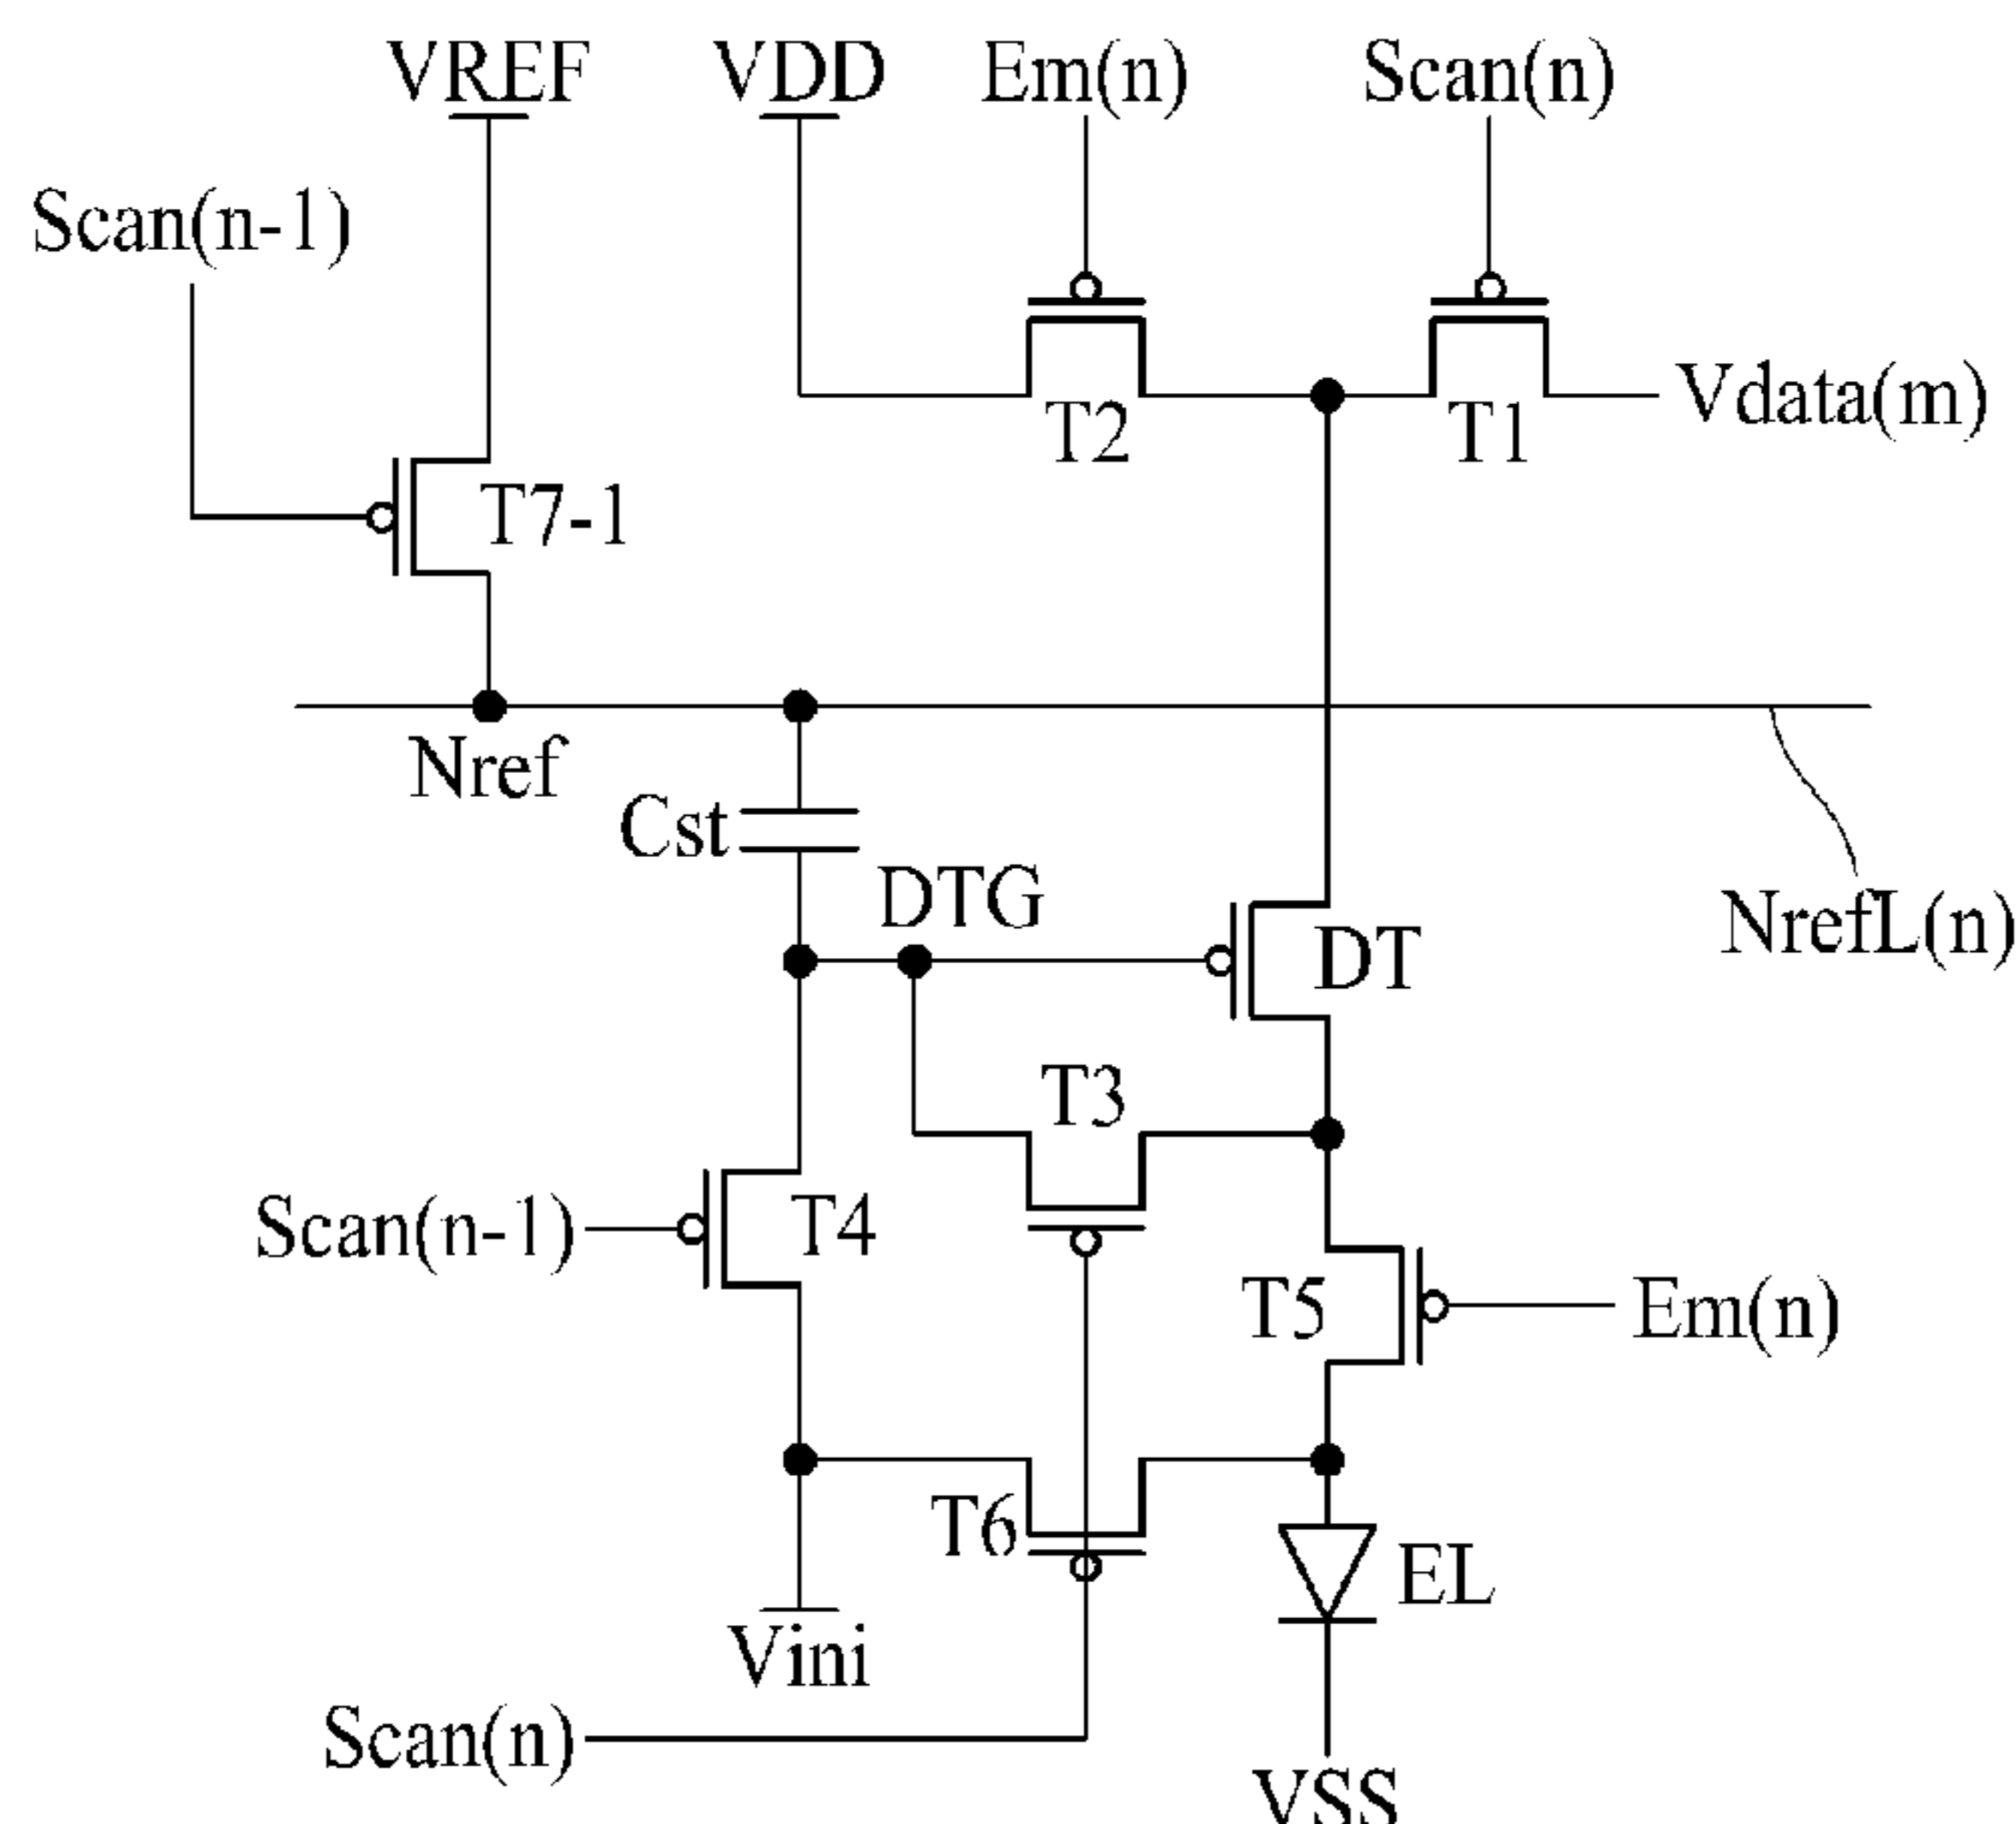 VREF
VDD
Em(n)
Scan(n)
Scan(n-1)
Vdata(m)
T2
T1
T7-1
Nref
Cst
DTG
NrefL(n)
DT
T3
Scan(n-1)
T4
T5
Em(n)
T6
EL
Vini
Scan(n)
VSS